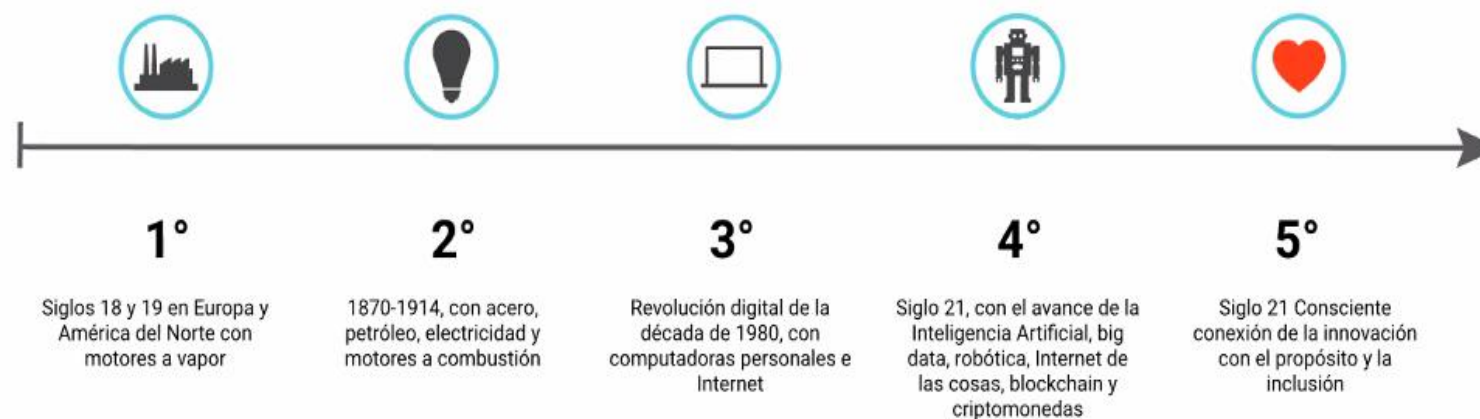 1°
Siglos 18 y 19 en Europa y
América del Norte con
motores a vapor
2°
1870-1914, con acero,
petróleo, electricidad y
motores a combustión
3°
Revolución digital de la
década de 1980, con
computadoras personales e
Internet
4°
Siglo 21, con el avance de la
Inteligencia Artificial, big
data, robótica, Internet de
las cosas, blockchain y
criptomonedas
5°
Siglo 21 Consciente
conexión de la innovación
con el propósito y la
inclusión